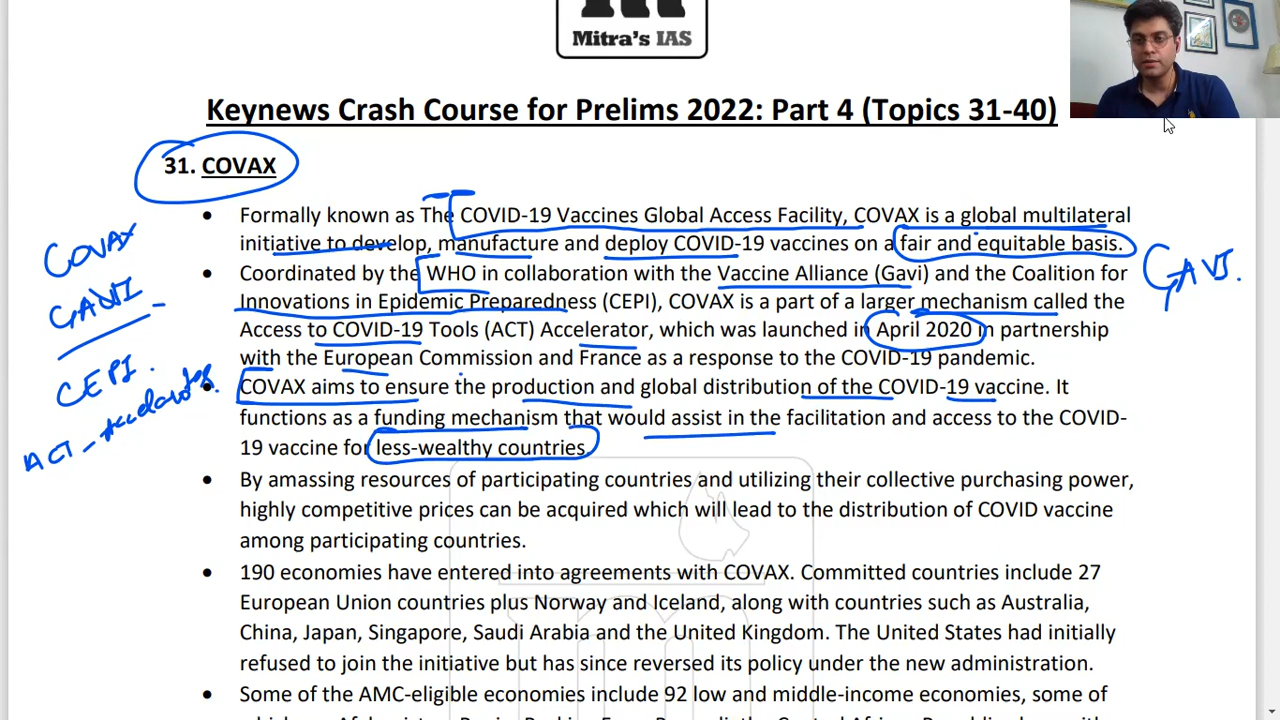 Mitra's IAS
Keynews Crash Course for Prelims 2022: Part 4 (Topics 31-40)
31. COVAX
• Formally known as The COVID-19 Vaccines Global Access Facility, COVAX is a global multilateral
initiative to develop, manufacture and deploy COVID-19 vaccines on a fair and equitable basis.
• Coordinated by the WHO in collaboration with the Vaccine Alliance (Gavi) and the Coalition for
Innovations in Epidemic Preparedness (CEPI), COVAX is a part of a larger mechanism called the
Access to COVID-19 Tools (ACT) Accelerator, which was launched in April 2020 in partnership
with the European Commission and France as a response to the COVID-19 pandemic.
• COVAX aims to ensure the production and global distribution of the COVID-19 vaccine. It
functions as a funding mechanism that would assist in the facilitation and access to the COVID-
19 vaccine for less-wealthy countries.
• By amassing resources of participating countries and utilizing their collective purchasing power,
highly competitive prices can be acquired which will lead to the distribution of COVID vaccine
among participating countries.
• 190 economies have entered into agreements with COVAX. Committed countries include 27
European Union countries plus Norway and Iceland, along with countries such as Australia,
China, Japan, Singapore, Saudi Arabia and the United Kingdom. The United States had initially
refused to join the initiative but has since reversed its policy under the new administration.
• Some of the AMC-eligible economies include 92 low and middle-income economies, some of
COVAX
GAVI
CEPI.
ACT-Accelerator
GAVI.